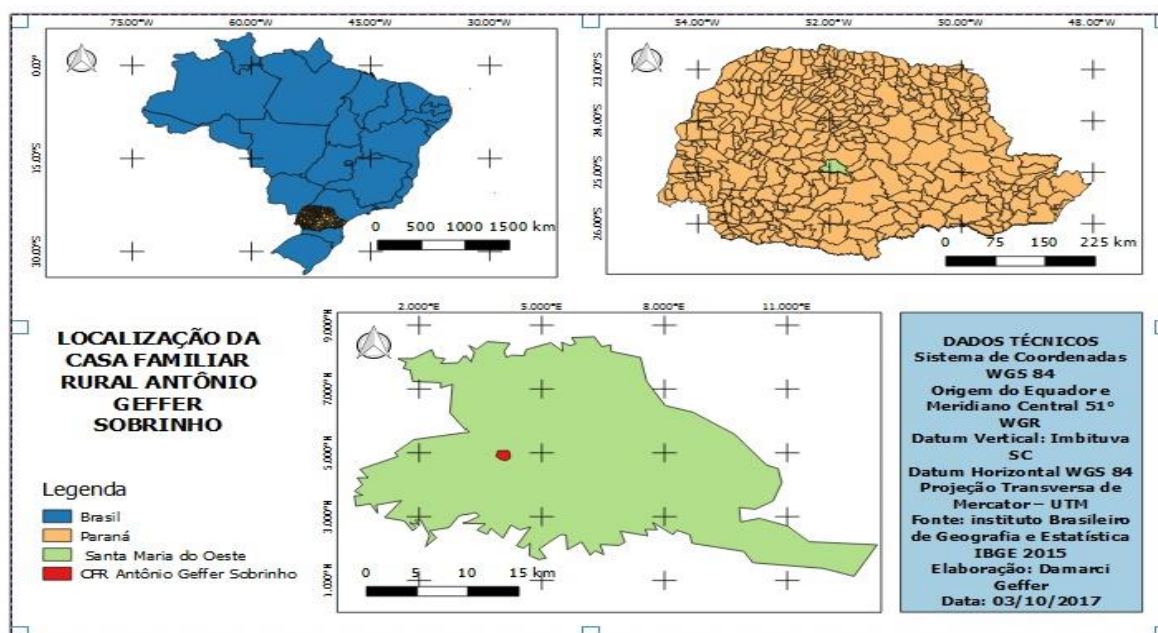 75.00°W 60.00°W 45.00°W 30.00°W
0.0°
15.00°S
30.00°S
0 500 1000 1500 km
54.00°W 52.00°W 50.00°W 48.00°W
23.00°S
24.00°S
25.00°S
26.00°S
0 75 150 225 km
LOCALIZAÇÃO DA
CASA FAMILIAR
RURAL ANTÔNIO
GEFFER
SOBRINHO
Legenda
Brasil
Paraná
Santa Maria do Oeste
CFR Antônio Geffer Sobrinho
2.000°E 5.000°E 8.000°E 11.000°E
9.000°N
7.000°N
5.000°N
3.000°N
1.000°N
0 5 10 15 km
DADOS TÉCNICOS
Sistema de Coordenadas
WGS 84
Origem do Equador e
Meridiano Central 51°
WGR
Datum Vertical: Imbituva
SC
Datum Horizontal WGS 84
Projeção Transversa de
Mercator – UTM
Fonte: instituto Brasileiro
de Geografia e Estatística
IBGE 2015
Elaboração: Damarci
Geffer
Data: 03/10/2017